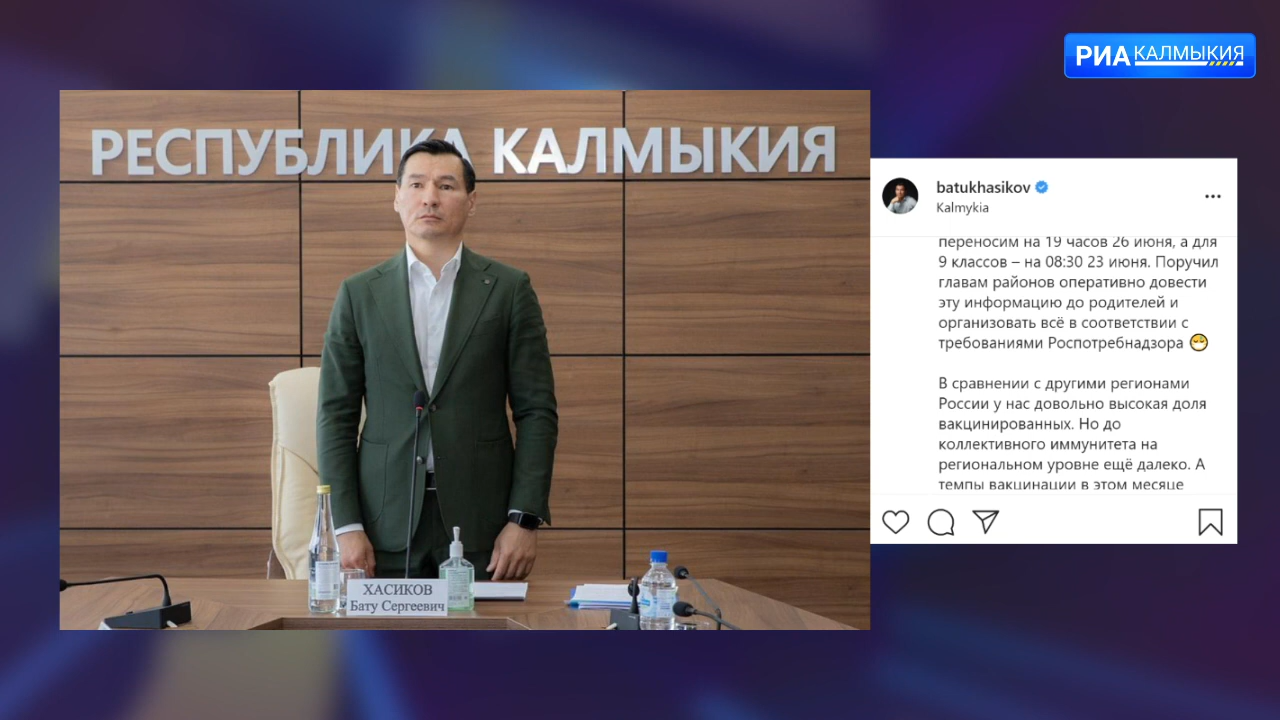 РИА КАЛМЫКИЯ
РЕСПУБЛИКА КАЛМЫКИЯ
ХАСИКОВ
Бату Сергеевич
batukhasikov
Kalmykia
переносим на 19 часов 26 июня, а для
9 классов – на 08:30 23 июня. Поручил
главам районов оперативно довести
эту информацию до родителей и
организовать всё в соответствии с
требованиями Роспотребнадзора 😷
В сравнении с другими регионами
России у нас довольно высокая доля
вакцинированных. Но до
коллективного иммунитета на
региональном уровне ещё далеко. А
темпы вакцинации в этом месяце